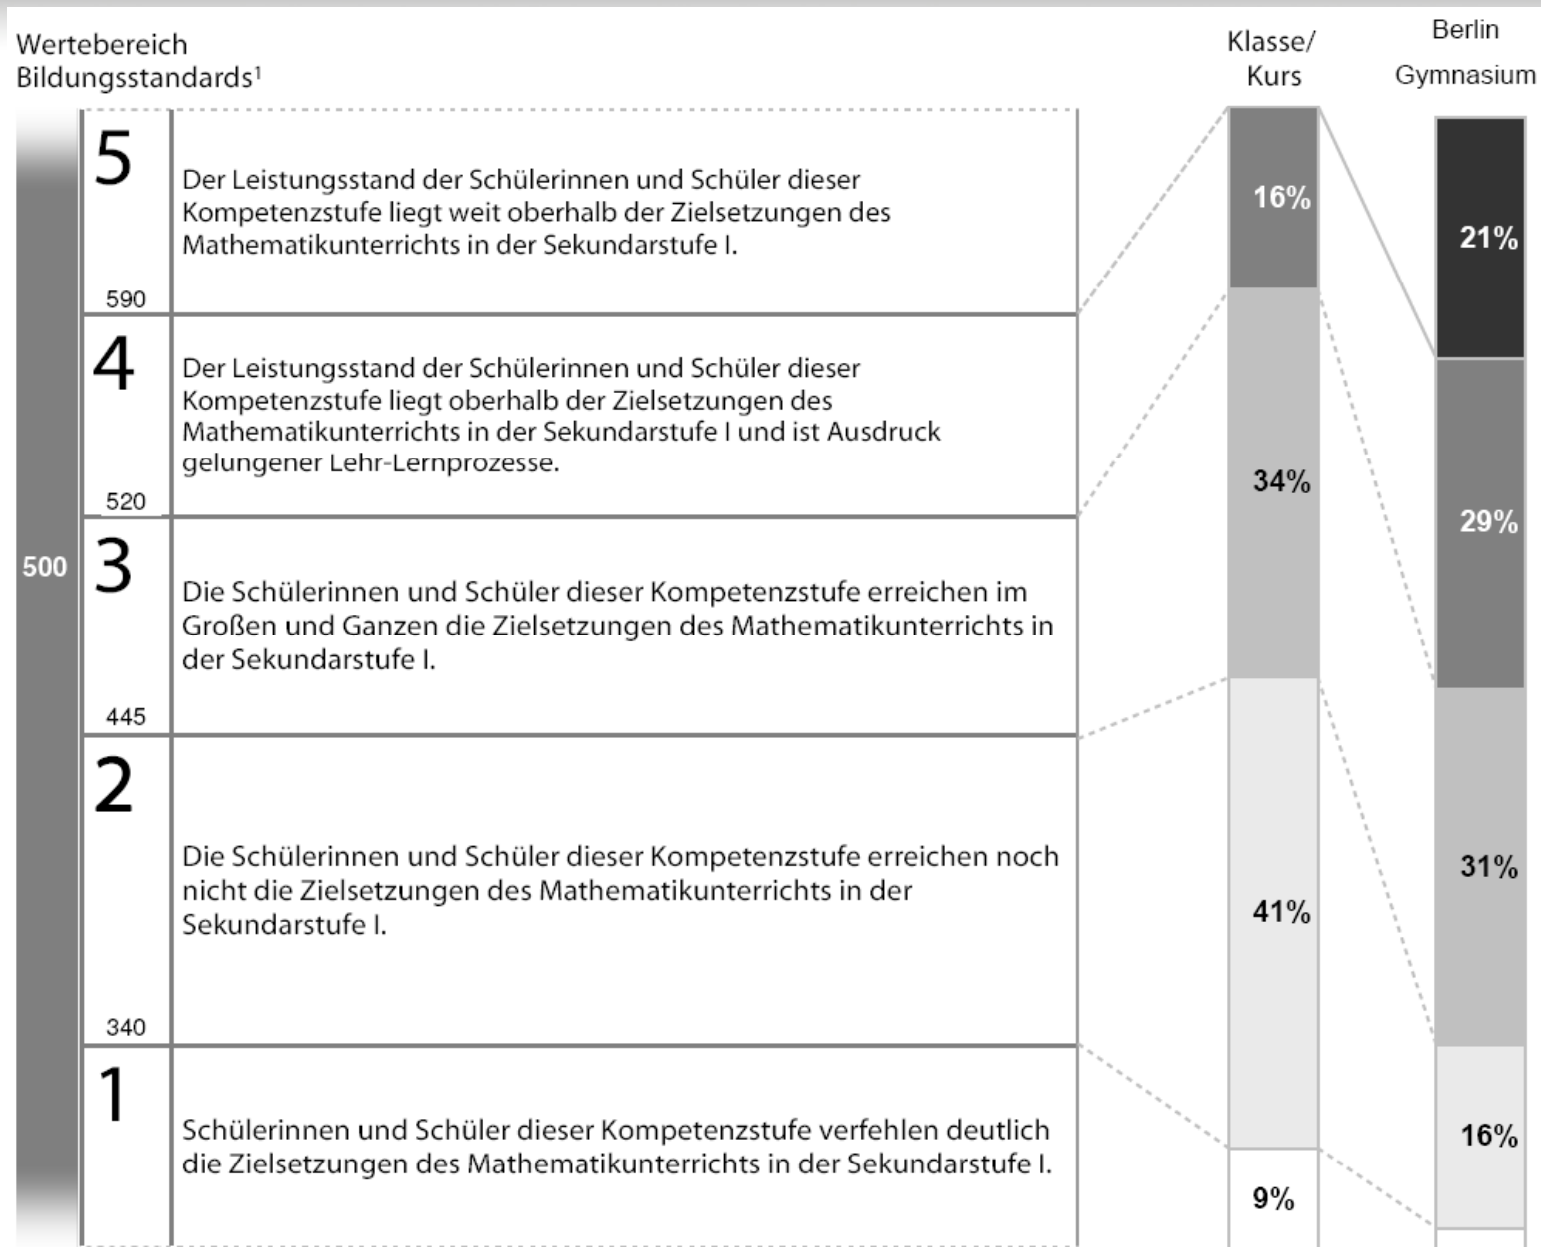 Wertebereich
Bildungsstandards¹
Klasse/
Kurs
Berlin
Gymnasium
500
5
Der Leistungsstand der Schülerinnen und Schüler dieser
Kompetenzstufe liegt weit oberhalb der Zielsetzungen des
Mathematikunterrichts in der Sekundarstufe I.
590
4
Der Leistungsstand der Schülerinnen und Schüler dieser
Kompetenzstufe liegt oberhalb der Zielsetzungen des
Mathematikunterrichts in der Sekundarstufe I und ist Ausdruck
gelungener Lehr-Lernprozesse.
520
3
Die Schülerinnen und Schüler dieser Kompetenzstufe erreichen im
Großen und Ganzen die Zielsetzungen des Mathematikunterrichts in
der Sekundarstufe I.
445
2
Die Schülerinnen und Schüler dieser Kompetenzstufe erreichen noch
nicht die Zielsetzungen des Mathematikunterrichts in der
Sekundarstufe I.
340
1
Schülerinnen und Schüler dieser Kompetenzstufe verfehlen deutlich
die Zielsetzungen des Mathematikunterrichts in der Sekundarstufe I.
16%
34%
41%
9%
21%
29%
31%
16%